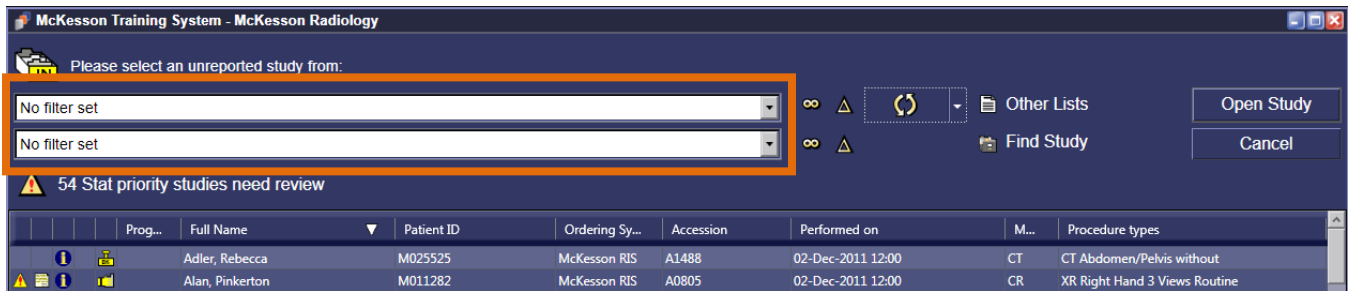 McKesson Training System - McKesson Radiology
IN
Please select an unreported study from:
No filter set
Other Lists
Open Study
No filter set
Find Study
Cancel
54 Stat priority studies need review
Prog... Full Name Patient ID Ordering Sy... Accession Performed on M... Procedure types
Adler, Rebecca M025525 McKesson RIS A1488 02-Dec-2011 12:00 CT CT Abdomen/Pelvis without
Alan, Pinkerton M011282 McKesson RIS A0805 02-Dec-2011 12:00 CR XR Right Hand 3 Views Routine